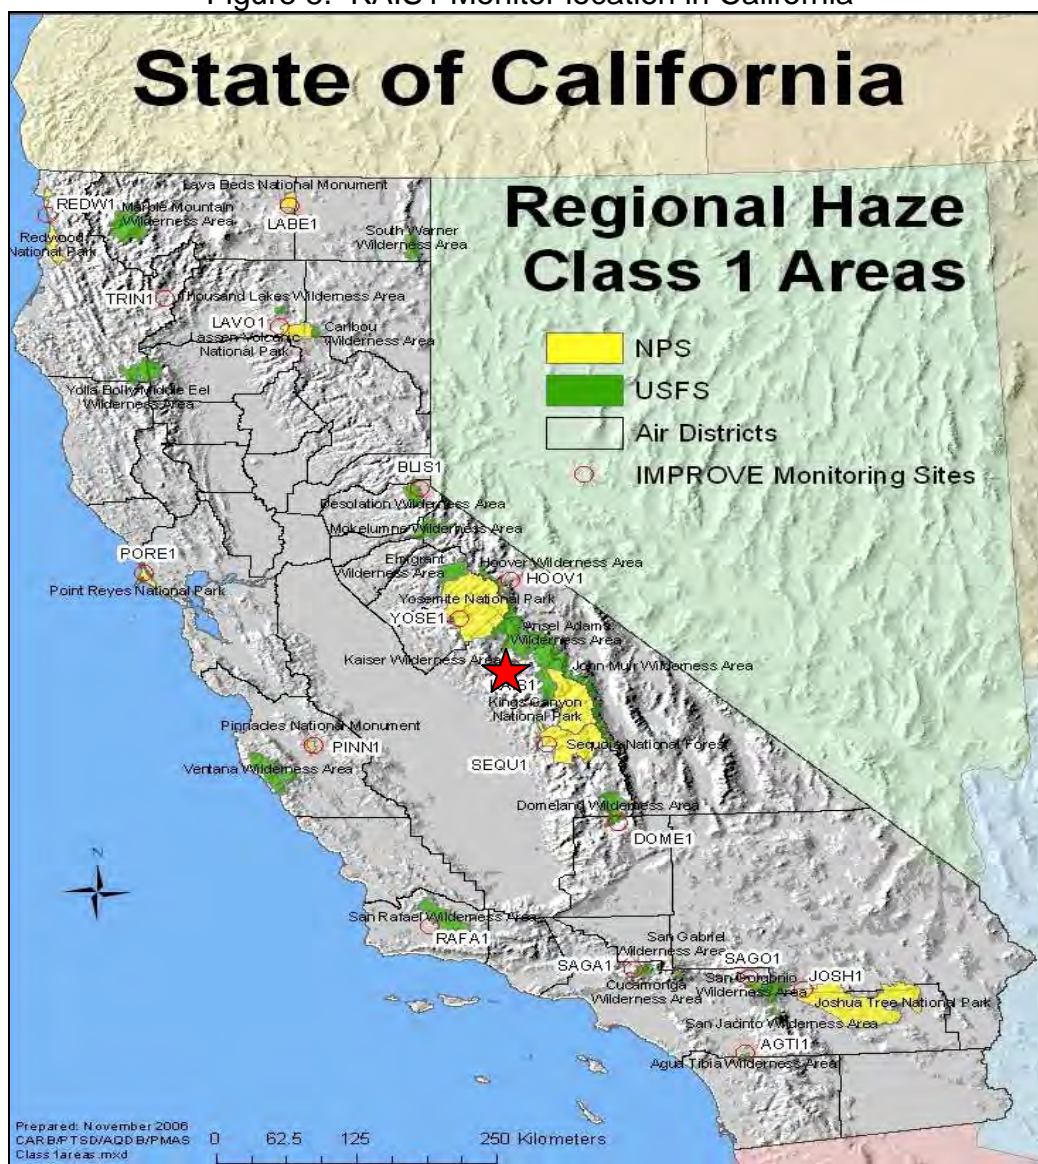 Figure 3. KAIS1 Monitor location in California
State of California
Regional Haze
Class 1 Areas
NPS
USFS
Air Districts
IMPROVE Monitoring Sites
Lava Beds National Monument
REDW1
Marble Mountain
Wilderness Area
LABE1
South Warner
Wilderness Area
Redwood
National Park
TRIN1
Thousand Lakes Wilderness Area
LAVO1
Lassen Volcanic
National Park
Caribou
Wilderness Area
Yolla Bolly Middle Eel
Wilderness Area
BLIS1
Desolation Wilderness Area
Mokelumne Wilderness Area
PORE1
Point Reyes National Park
Emigrant
Wilderness Area
Hoover Wilderness Area
HOOV1
Yosemite National Park
YOSE1
Ansel Adams
Wilderness Area
Kaiser Wilderness Area
John Muir Wilderness Area
KAIS1
Kings Canyon
National Park
Pinnacles National Monument
PINN1
Sequoia National Forest
SEQU1
Ventana Wilderness Area
Domeland Wilderness Area
DOME1
N
San Rafael Wilderness Area
RAFA1
San Gabriel
Wilderness Area
SAGA1
SAGO1
Cucamonga
Wilderness Area
San Gorgonio
Wilderness Area
JOSH1
Joshua Tree National Park
San Jacinto Wilderness Area
AGTI1
Agua Tibia Wilderness Area
Prepared: November 2006
CARB/PTSD/AQDB/PMAS
Class1areas.mxd
0 62.5 125 250 Kilometers